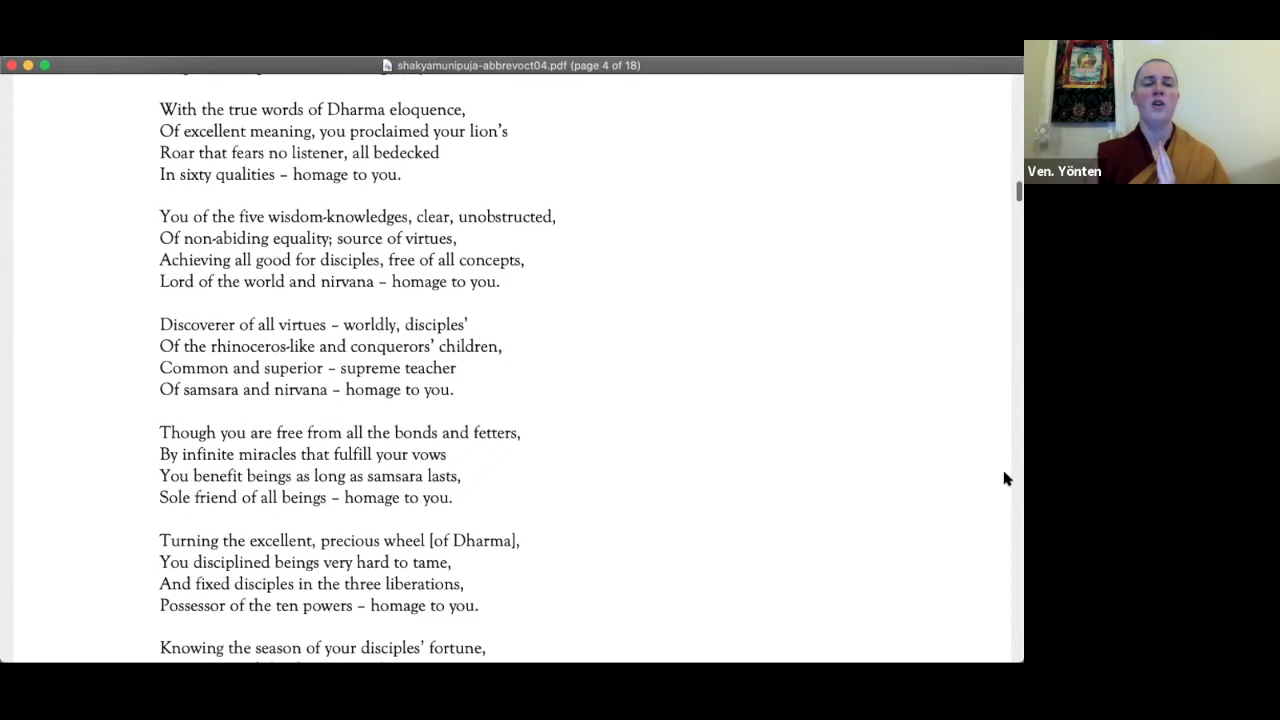 shakyamunipuja-abbrevoct04.pdf (page 4 of 18)
With the true words of Dharma eloquence,
Of excellent meaning, you proclaimed your lion's
Roar that fears no listener, all bedecked
In sixty qualities – homage to you.
You of the five wisdom-knowledges, clear, unobstructed,
Of non-abiding equality; source of virtues,
Achieving all good for disciples, free of all concepts,
Lord of the world and nirvana – homage to you.
Discoverer of all virtues – worldly, disciples'
Of the rhinoceros-like and conquerors' children,
Common and superior – supreme teacher
Of samsara and nirvana – homage to you.
Though you are free from all the bonds and fetters,
By infinite miracles that fulfill your vows
You benefit beings as long as samsara lasts,
Sole friend of all beings – homage to you.
Turning the excellent, precious wheel [of Dharma],
You disciplined beings very hard to tame,
And fixed disciples in the three liberations,
Possessor of the ten powers – homage to you.
Knowing the season of your disciples' fortune,
Ven. Yönten